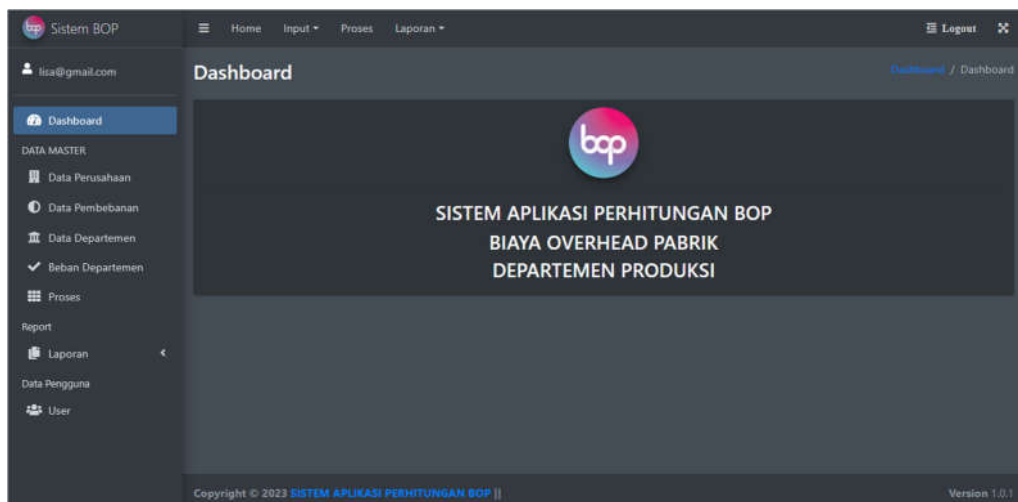 bop Sistem BOP
Home Input Proses Laporan Logout
lisa@gmail.com
Dashboard
Dashboard / Dashboard
Dashboard
DATA MASTER
Data Perusahaan
Data Pembebanan
Data Departemen
Beban Departemen
Proses
Report
Laporan
Data Pengguna
User
bop
SISTEM APLIKASI PERHITUNGAN BOP
BIAYA OVERHEAD PABRIK
DEPARTEMEN PRODUKSI
Copyright © 2023 SISTEM APLIKASI PERHITUNGAN BOP ||
Version 1.0.1